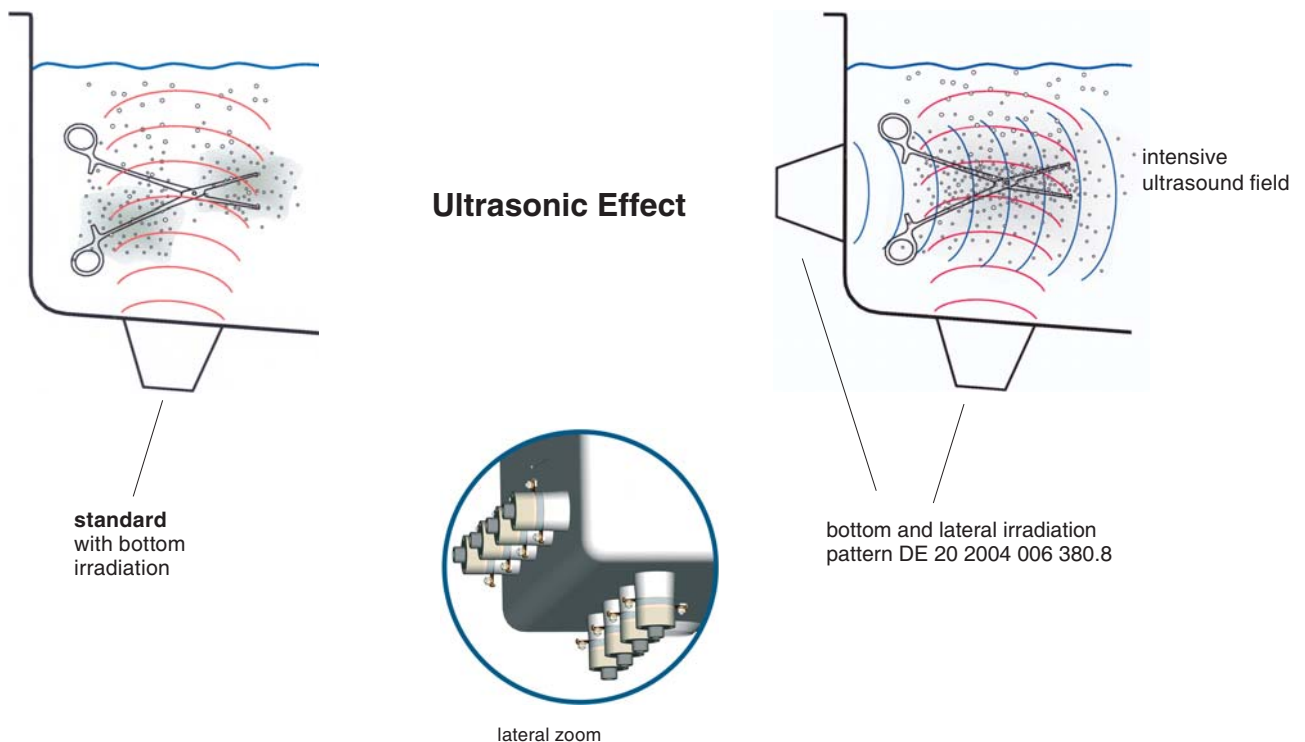 Ultrasonic Effect
intensive
ultrasound field
standard
with bottom
irradiation
bottom and lateral irradiation
pattern DE 20 2004 006 380.8
lateral zoom